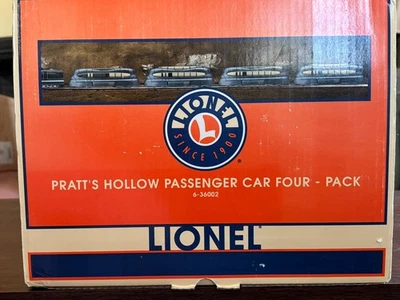 LIONEL
L
SINCE 1900
®
PRATT'S HOLLOW PASSENGER CAR FOUR - PACK
6-36002
LIONEL®